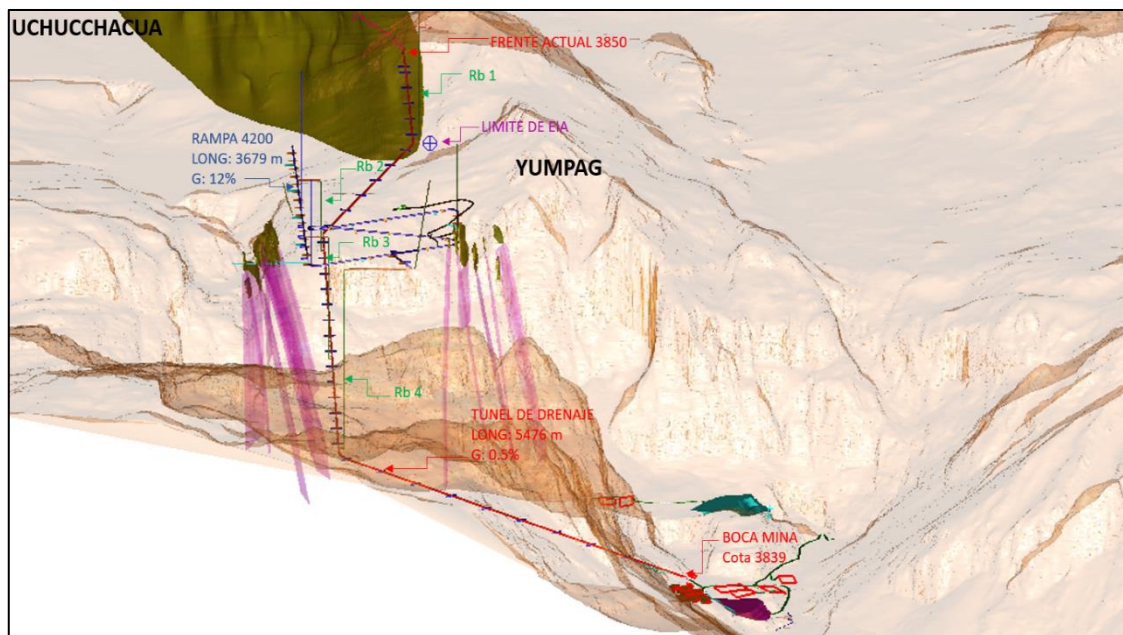 UCHUCCHACUA
FRENTE ACTUAL 3850
Rb 1
LIMITE DE EIA
RAMPA 4200
LONG: 3679 m
G: 12%
Rb 2
YUMPAG
Rb 3
Rb 4
TUNEL DE DRENAJE
LONG: 5476 m
G: 0.5%
BOCA MINA
Cota 3839